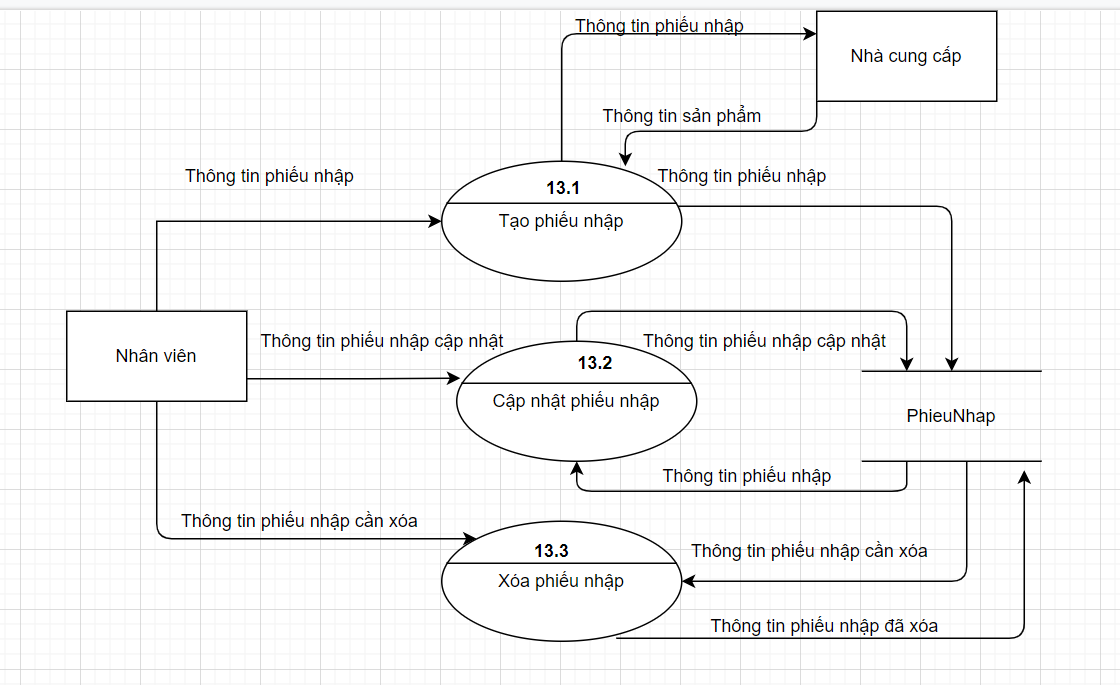 Thông tin phiếu nhập
Nhà cung cấp
Thông tin sản phẩm
Thông tin phiếu nhập
Thông tin phiếu nhập
13.1
Tạo phiếu nhập
Thông tin phiếu nhập cập nhật
Thông tin phiếu nhập cập nhật
Nhân viên
13.2
Cập nhật phiếu nhập
PhieuNhap
Thông tin phiếu nhập
Thông tin phiếu nhập cần xóa
13.3
Thông tin phiếu nhập cần xóa
Xóa phiếu nhập
Thông tin phiếu nhập đã xóa